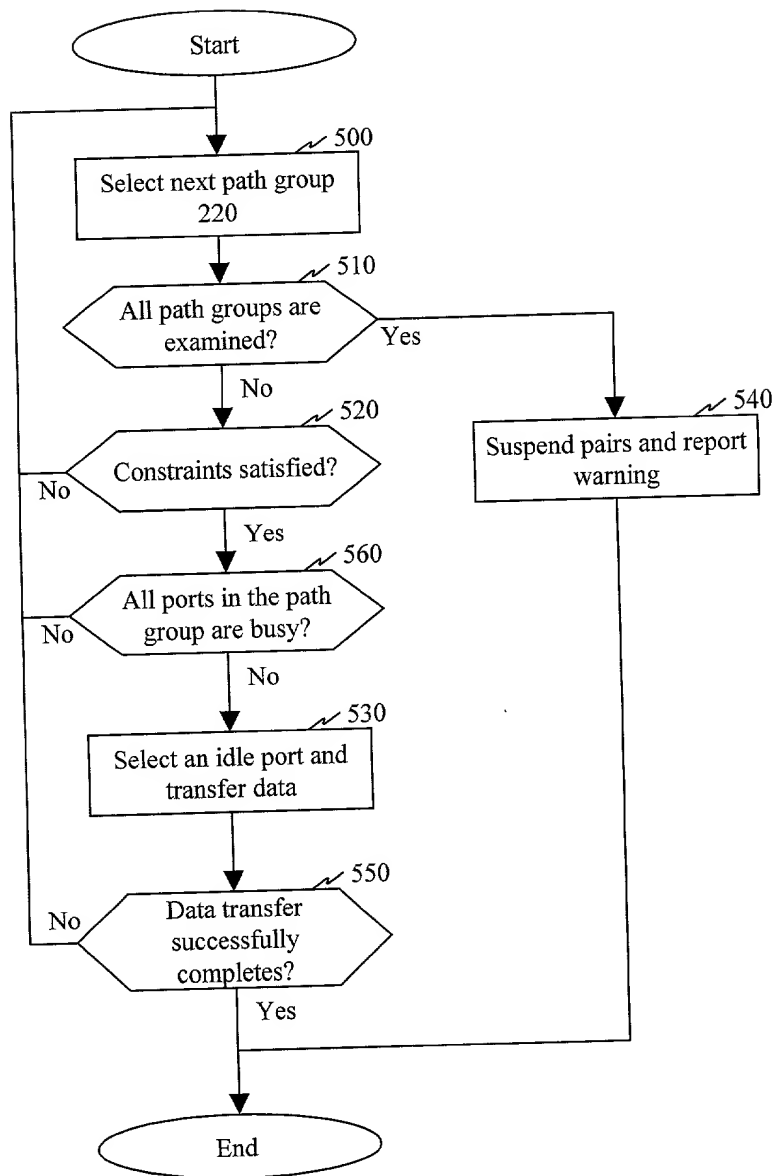 Start
500
Select next path group
220
510
All path groups are
examined?
Yes
No
520
Constraints satisfied?
No
Yes
540
Suspend pairs and report
warning
560
All ports in the path
group are busy?
No
No
530
Select an idle port and
transfer data
550
Data transfer
successfully
completes?
No
Yes
End